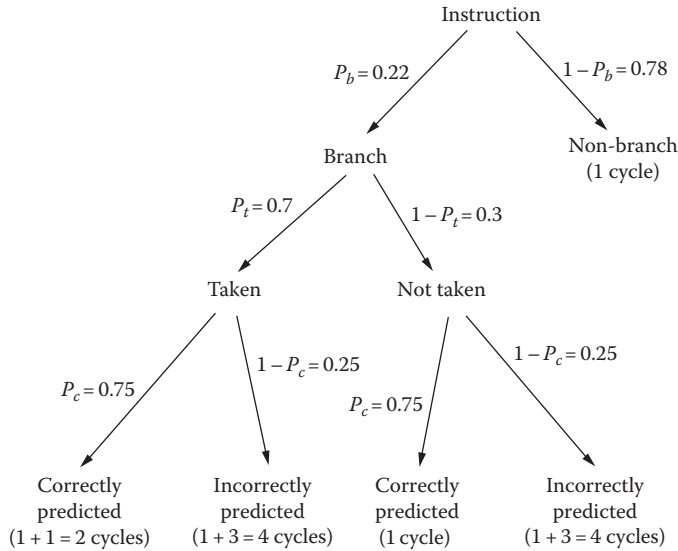 Instruction
P_b = 0.22
1 – P_b = 0.78
Branch
Non-branch
(1 cycle)
P_t = 0.7
1 – P_t = 0.3
Taken
Not taken
P_c = 0.75
1 – P_c = 0.25
P_c = 0.75
1 – P_c = 0.25
Correctly
predicted
(1 + 1 = 2 cycles)
Incorrectly
predicted
(1 + 3 = 4 cycles)
Correctly
predicted
(1 cycle)
Incorrectly
predicted
(1 + 3 = 4 cycles)